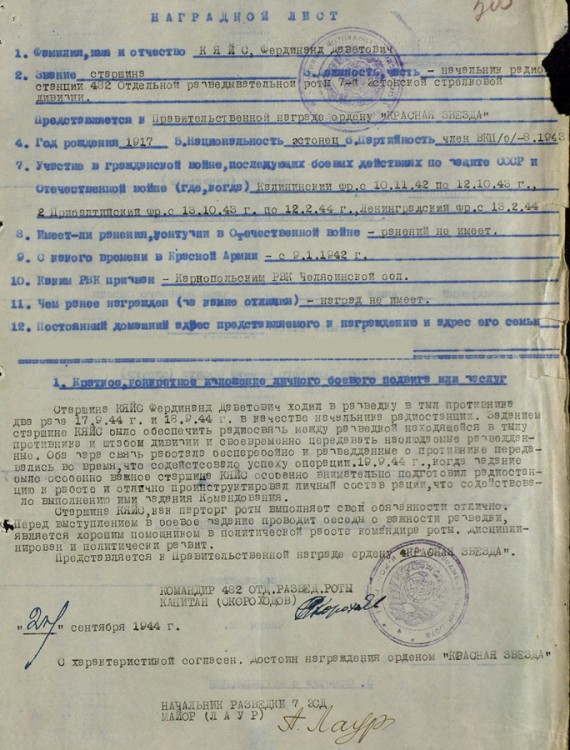 НАГРАДНОЙ ЛИСТ
1. Фамилия, имя и отчество КЯЙС, Фердинанд Даветович
2. Звание старшина 3. Должность, часть - начальник радио
станции 482 Отдельной разведывательной роты 7-й эстонской стрелковой
дивизии.
Представляется к Правительственной награде ордену "КРАСНАЯ ЗВЕЗДА"
4. Год рождения 1917 5. Национальность эстонец 6. Партийность член ВКП/б/-8.1943
7. Участие в гражданской войне, последующих боевых действиях по защите СССР и
Отечественной войне (где, когда) Калининский фр.с 10.11.42 по 12.10.43 г.,
2 Прибалтийский фр.с 13.10.43 г. по 12.2.44 г., Ленинградский фр.с 13.2.44
8. Имеет-ли ранения, контузии в Отечественной войне - ранений не имеет.
9. С какого времени в Красной Армии - с 9.1.1942 г.
10. Каким РВК призван - Карнопольским РВК Челябинской обл.
11. Чем ранее награжден (за какие отличия) - наград не имеет.
12. Постоянный домашний адрес представляемого к награждению и адрес его семьи
1. Краткое, конкретное изложение личного боевого подвига или заслуг
Старшина КЯЙС Фердинанд Даветович ходил в разведку в тыл противника
два раза 17.9.44 г. и 18.9.44 г. в качестве начальника радиостанции. Заданием
старшине КЯЙС было обеспечить радиосвязь между разведкой находящейся в тылу
противника и штабом дивизии и своевременно передавать наблюдаемые разведдан-
ные. Оба раза связь работала бесперебойно и разведданные о противнике переда-
вались во время, что содействовало успеху операции. 19.9.44 г., когда задание
было особенно важное старшина КЯЙС особенно внимательно подготовил радиостан-
цию к работе и отлично проинструктировал личный состав рации, что содействова-
ло выполнению ими задания Командования.
Старшина КЯЙС, как парторг роты выполняет свои обязанности отлично.
Перед выступлением в боевое задание проводит беседы о важности разведки,
является хорошим помощником в политической работе командира роты. Дисципли-
нирован и политически развит.
Представляется к Правительственной награде ордену "КРАСНАЯ ЗВЕЗДА".
КОМАНДИР 482 ОТД.РАЗВЕД.РОТЫ
КАПИТАН (СКОРОХОДОВ)
" " сентября 1944 г.
С характеристикой согласен. Достоин награждения орденом "КРАСНАЯ ЗВЕЗДА"
НАЧАЛЬНИК РАЗВЕДКИ 7 ЭСД
МАЙОР (ЛАУР) А. Лаур